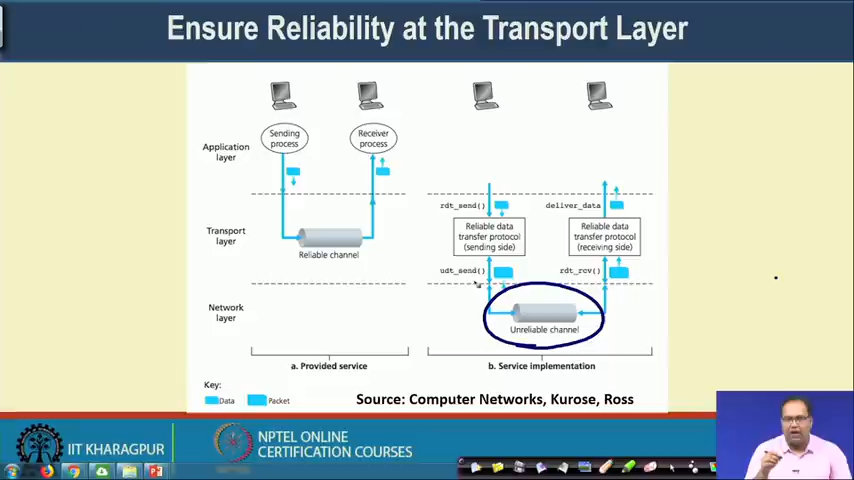 Ensure Reliability at the Transport Layer
Application
layer
Sending
process
Receiver
process
Transport
layer
Reliable channel
Network
layer
a. Provided service
rdt_send()
deliver_data
Reliable data
transfer protocol
(sending side)
Reliable data
transfer protocol
(receiving side)
udt_send()
rdt_rcv()
Unreliable channel
b. Service implementation
Key:
Data
Packet
Source: Computer Networks, Kurose, Ross
IIT KHARAGPUR
NPTEL ONLINE
CERTIFICATION COURSES